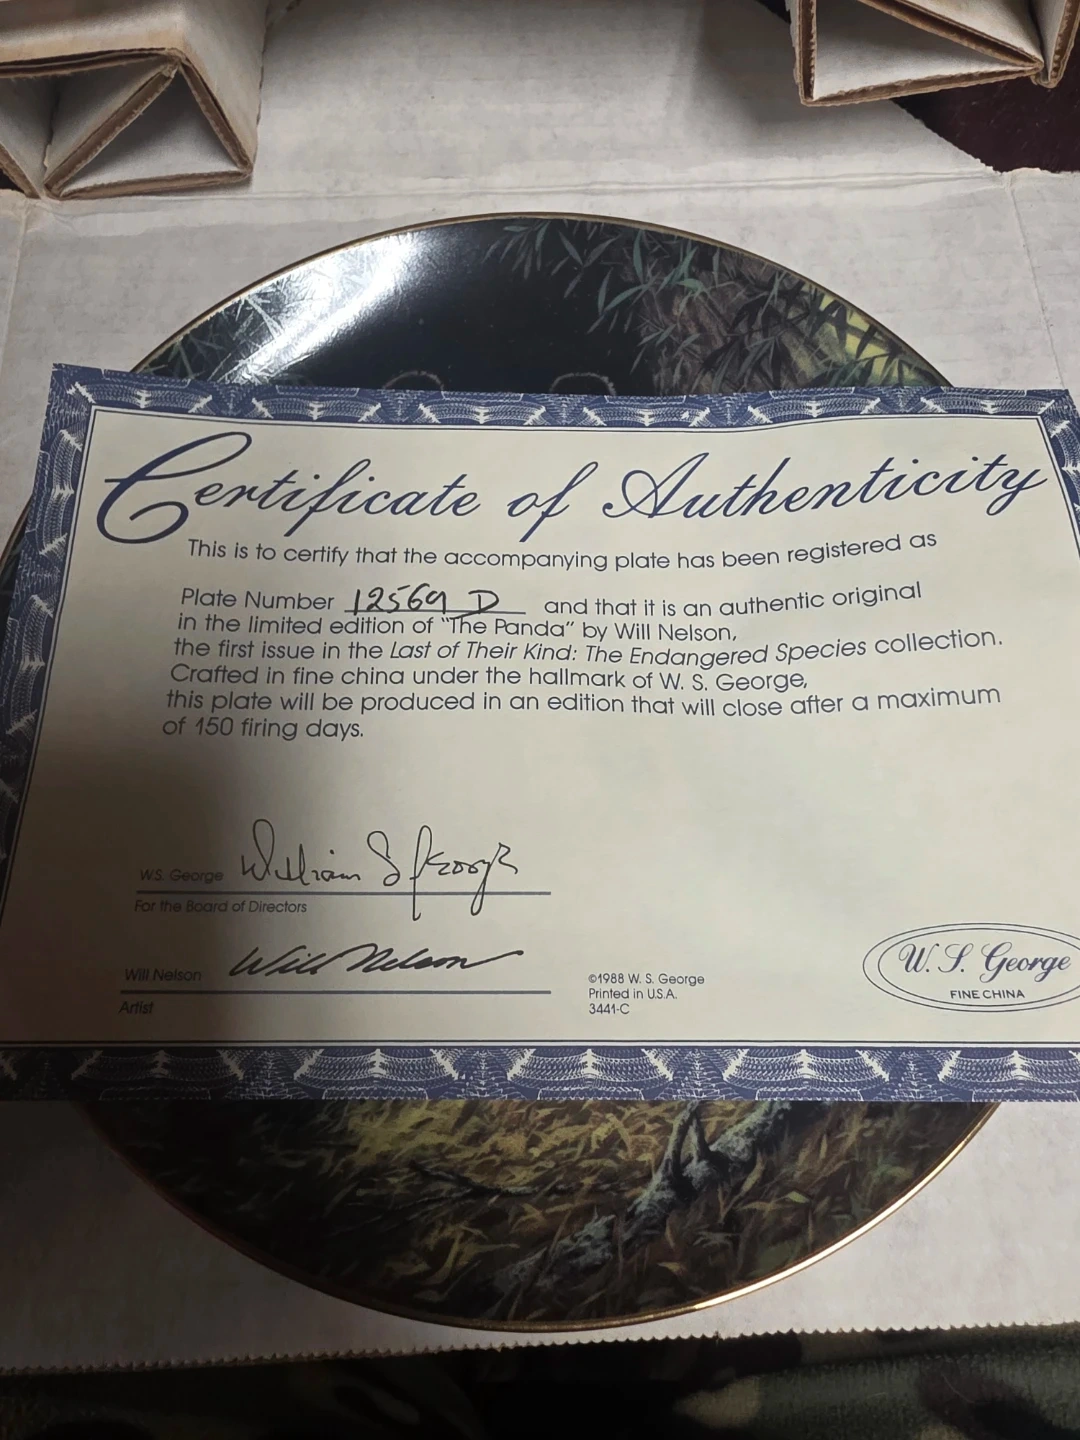 Certificate of Authenticity
This is to certify that the accompanying plate has been registered as
Plate Number 12569 D and that it is an authentic original
in the limited edition of "The Panda" by Will Nelson,
the first issue in the Last of Their Kind: The Endangered Species collection.
Crafted in fine china under the hallmark of W. S. George,
this plate will be produced in an edition that will close after a maximum
of 150 firing days.
W.S. George William S George
For the Board of Directors
Will Nelson Will Nelson
Artist
©1988 W. S. George
Printed in U.S.A.
3441-C
W. S. George
FINE CHINA